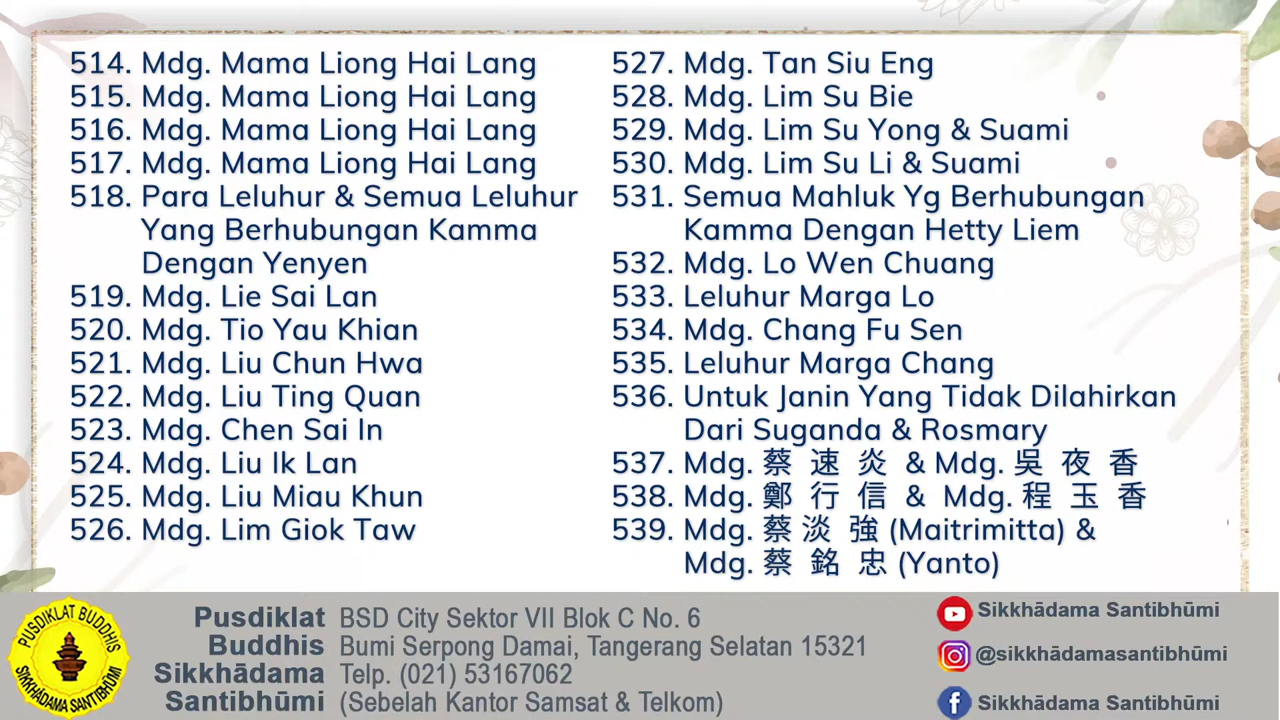 514. Mdg. Mama Liong Hai Lang
515. Mdg. Mama Liong Hai Lang
516. Mdg. Mama Liong Hai Lang
517. Mdg. Mama Liong Hai Lang
518. Para Leluhur & Semua Leluhur
Yang Berhubungan Kamma
Dengan Yenyen
519. Mdg. Lie Sai Lan
520. Mdg. Tio Yau Khian
521. Mdg. Liu Chun Hwa
522. Mdg. Liu Ting Quan
523. Mdg. Chen Sai In
524. Mdg. Liu Ik Lan
525. Mdg. Liu Miau Khun
526. Mdg. Lim Giok Taw
527. Mdg. Tan Siu Eng
528. Mdg. Lim Su Bie
529. Mdg. Lim Su Yong & Suami
530. Mdg. Lim Su Li & Suami
531. Semua Mahluk Yg Berhubungan
Kamma Dengan Hetty Liem
532. Mdg. Lo Wen Chuang
533. Leluhur Marga Lo
534. Mdg. Chang Fu Sen
535. Leluhur Marga Chang
536. Untuk Janin Yang Tidak Dilahirkan
Dari Suganda & Rosmary
537. Mdg. 蔡 速 炎 & Mdg. 吳 夜 香
538. Mdg. 鄭 行 信 & Mdg. 程 玉 香
539. Mdg. 蔡 淡 強 (Maitrimitta) &
Mdg. 蔡 銘 忠 (Yanto)
PUSDIKLAT BUDDHIS
SIKKHĀDAMA SANTIBHŪMI
Pusdiklat
Buddhis
Sikkhādama
Santibhūmi
BSD City Sektor VII Blok C No. 6
Bumi Serpong Damai, Tangerang Selatan 15321
Telp. (021) 53167062
(Sebelah Kantor Samsat & Telkom)
Sikkhādama Santibhūmi
@sikkhādamasantibhūmi
Sikkhādama Santibhūmi